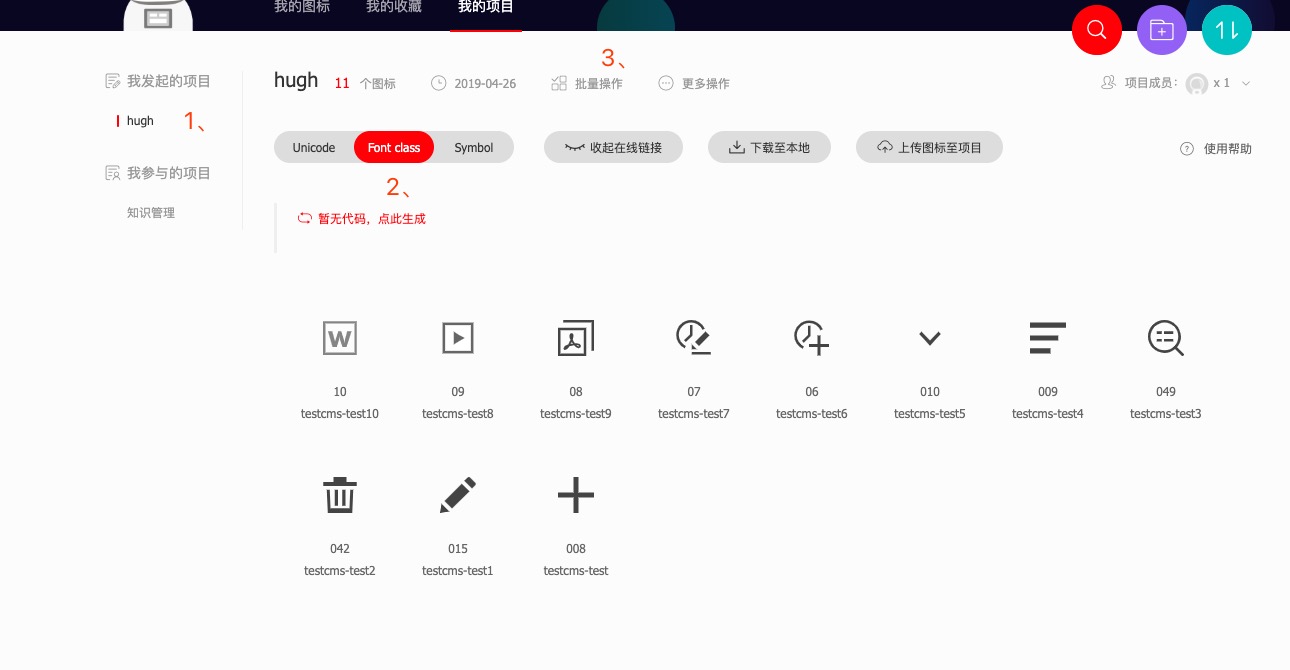 我的图标 我的收藏 我的项目
3、
我发起的项目
hugh
1、
我参与的项目
知识管理
hugh 11 个图标 2019-04-26 批量操作 更多操作 项目成员: x 1
Unicode Font class Symbol 收起在线链接 下载至本地 上传图标至项目 使用帮助
2、
暂无代码，点此生成
W
10 09 08 07 06 010 009 049
testcms-test10 testcms-test8 testcms-test9 testcms-test7 testcms-test6 testcms-test5 testcms-test4 testcms-test3
042 015 008
testcms-test2 testcms-test1 testcms-test